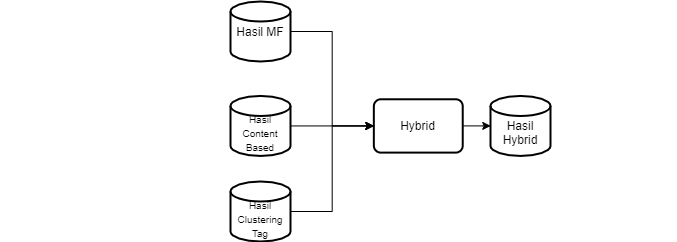 Hasil MF
Hasil
Content
Based
Hybrid
Hasil
Hybrid
Hasil
Clustering
Tag